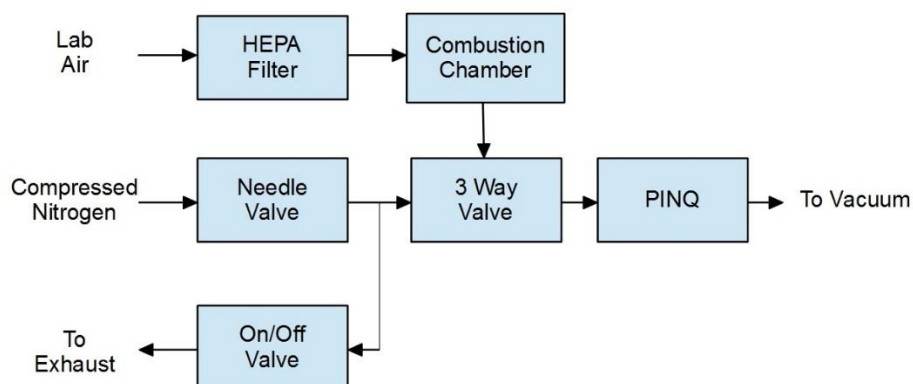 Lab
Air
HEPA
Filter
Combustion
Chamber
Compressed
Nitrogen
Needle
Valve
3 Way
Valve
PINQ
To Vacuum
To
Exhaust
On/Off
Valve